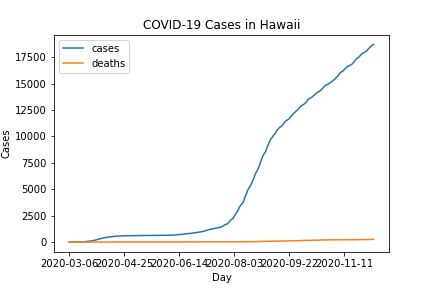 COVID-19 Cases in Hawaii
cases
deaths
17500
15000
12500
10000
7500
5000
2500
0
Cases
2020-03-06 2020-04-25 2020-06-14 2020-08-03 2020-09-22 2020-11-11
Day